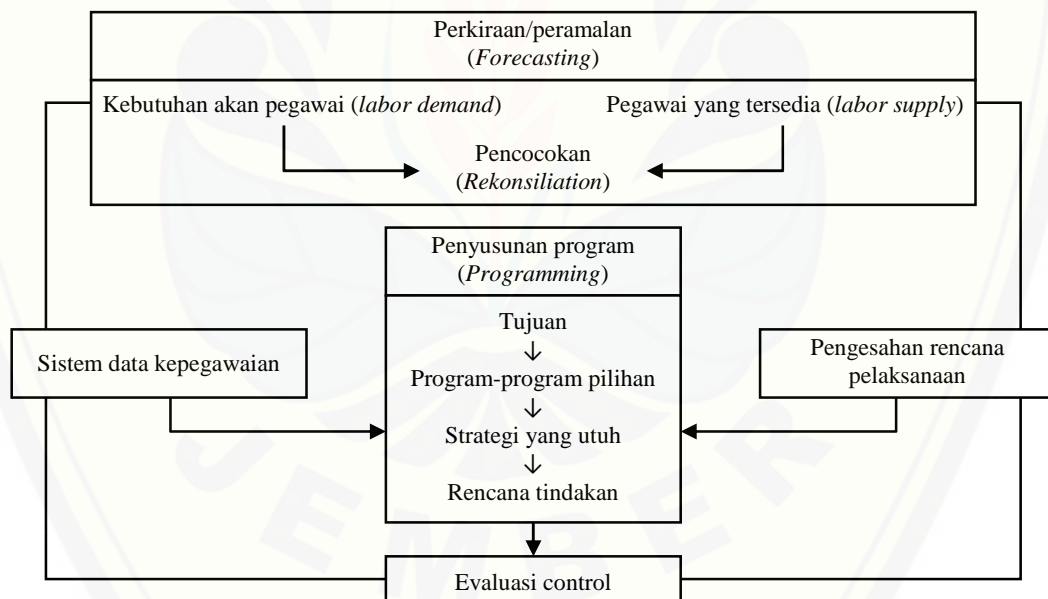 Perkiraan/peramalan
(Forecasting)
Kebutuhan akan pegawai (labor demand)
Pegawai yang tersedia (labor supply)
Pencocokan
(Rekonsiliation)
Penyusunan program
(Programming)
Tujuan
↓
Program-program pilihan
↓
Strategi yang utuh
↓
Rencana tindakan
Sistem data kepegawaian
Pengesahan rencana
pelaksanaan
Evaluasi control
JEMBER